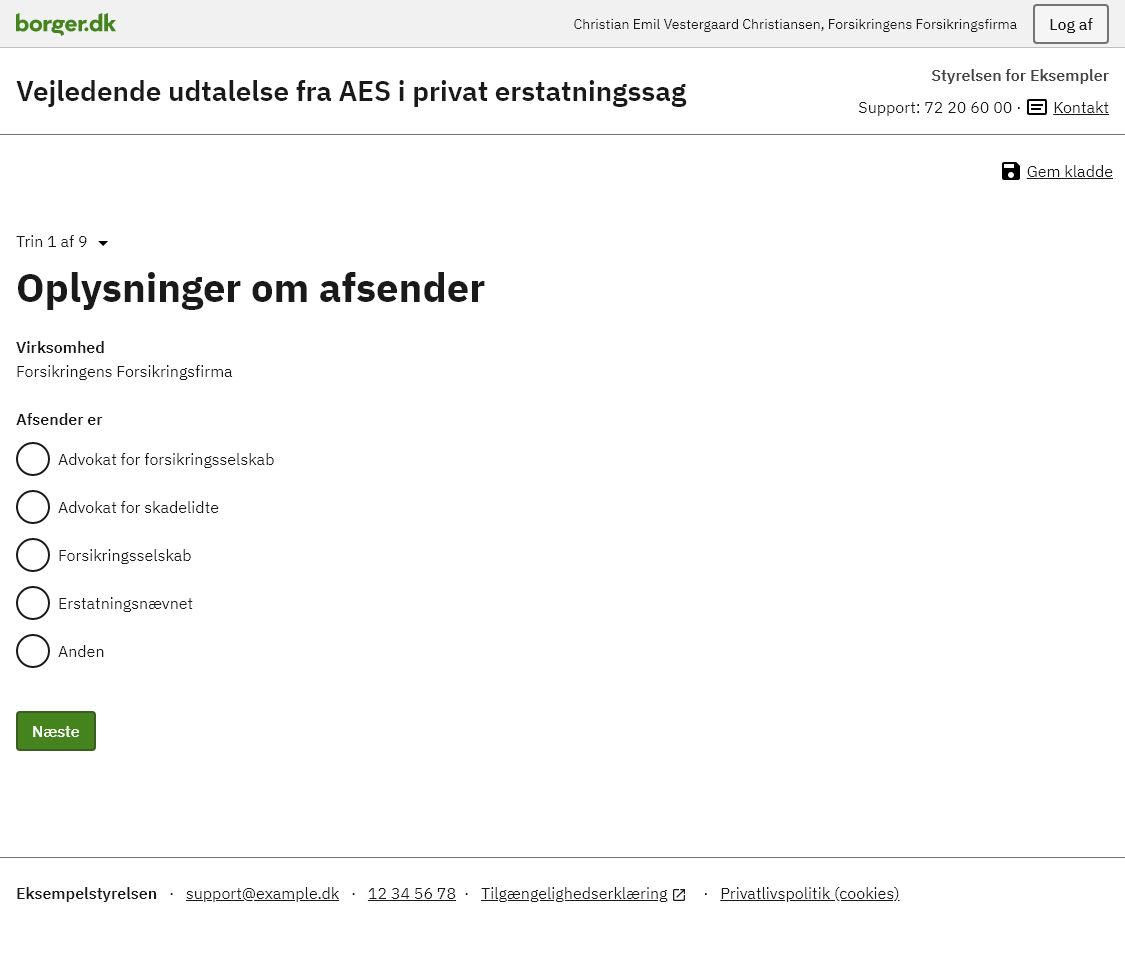 borger.dk
Christian Emil Vestergaard Christiansen, Forsikringens Forsikringsfirma
Log af
Vejledende udtalelse fra AES i privat erstatningssag
Styrelsen for Eksempler
Support: 72 20 60 00 · Kontakt
Gem kladde
Trin 1 af 9
Oplysninger om afsender
Virksomhed
Forsikringens Forsikringsfirma
Afsender er
Advokat for forsikringsselskab
Advokat for skadelidte
Forsikringsselskab
Erstatningsnævnet
Anden
Næste
Eksempelstyrelsen · support@example.dk · 12 34 56 78 · Tilgængelighedserklæring · Privatlivspolitik (cookies)